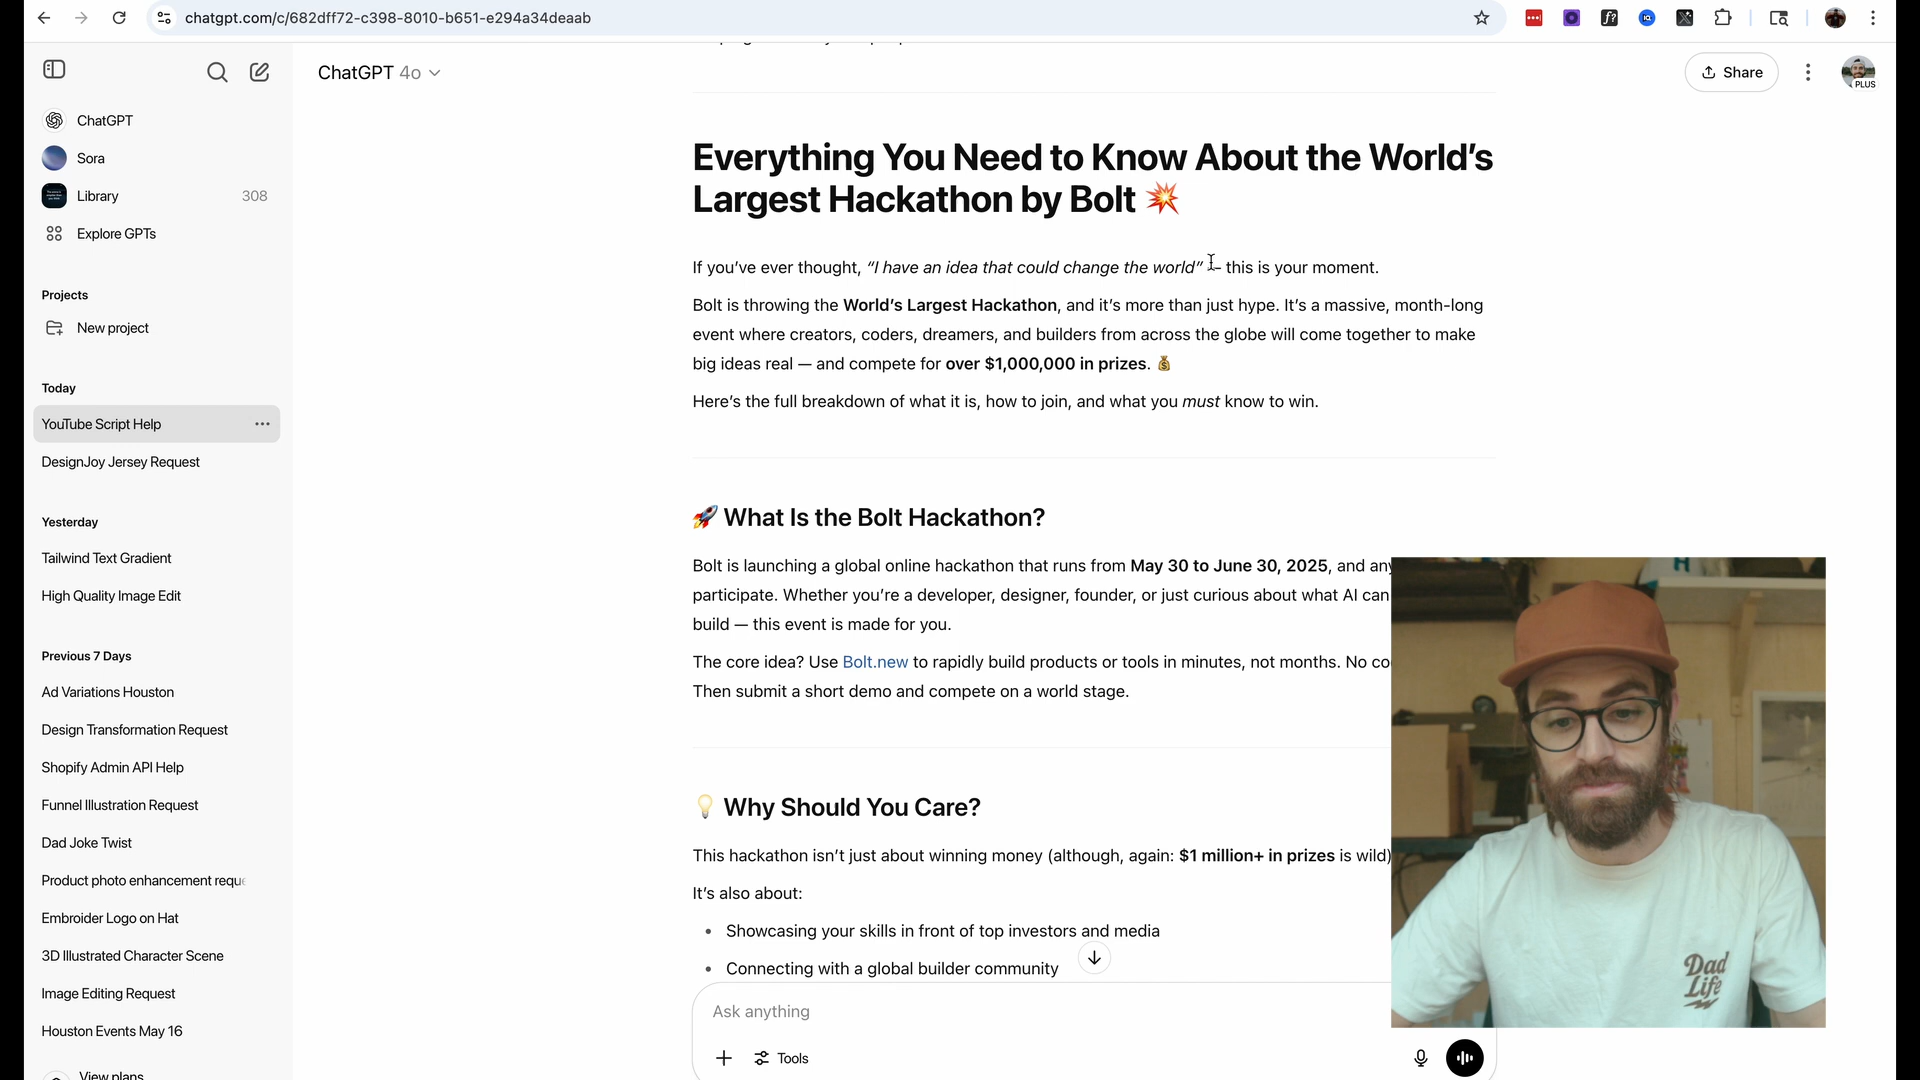 chatgpt.com/c/682dff72-c398-8010-b651-e294a34deaab
ChatGPT 4o
Share
PLUS
ChatGPT
Sora
Library 308
Explore GPTs
Projects
New project
Today
YouTube Script Help
DesignJoy Jersey Request
Yesterday
Tailwind Text Gradient
High Quality Image Edit
Previous 7 Days
Ad Variations Houston
Design Transformation Request
Shopify Admin API Help
Funnel Illustration Request
Dad Joke Twist
Product photo enhancement reque
Embroider Logo on Hat
3D Illustrated Character Scene
Image Editing Request
Houston Events May 16
View plans
Everything You Need to Know About the World’s
Largest Hackathon by Bolt 💥
If you’ve ever thought, “I have an idea that could change the world” — this is your moment.
Bolt is throwing the World’s Largest Hackathon, and it’s more than just hype. It’s a massive, month-long
event where creators, coders, dreamers, and builders from across the globe will come together to make
big ideas real — and compete for over $1,000,000 in prizes. 💰
Here’s the full breakdown of what it is, how to join, and what you must know to win.
🚀 What Is the Bolt Hackathon?
Bolt is launching a global online hackathon that runs from May 30 to June 30, 2025, and any
participate. Whether you’re a developer, designer, founder, or just curious about what AI can
build — this event is made for you.
The core idea? Use Bolt.new to rapidly build products or tools in minutes, not months. No co
Then submit a short demo and compete on a world stage.
💡 Why Should You Care?
This hackathon isn’t just about winning money (although, again: $1 million+ in prizes is wild)
It’s also about:
• Showcasing your skills in front of top investors and media
• Connecting with a global builder community
Ask anything
Tools
Dad
Life